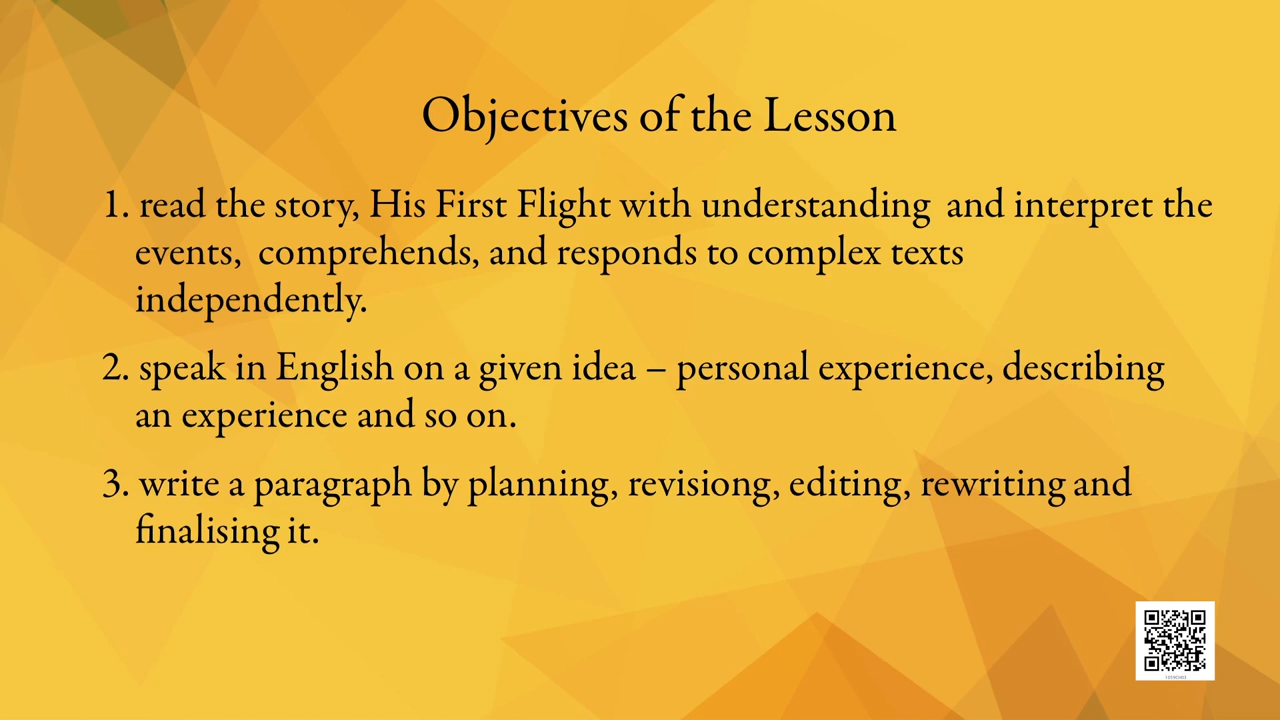 Objectives of the Lesson
1. read the story, His First Flight with understanding  and interpret the
events,  comprehends, and responds to complex texts
independently.
2. speak in English on a given idea – personal experience, describing
an experience and so on.
3. write a paragraph by planning, revisiong, editing, rewriting and
finalising it.